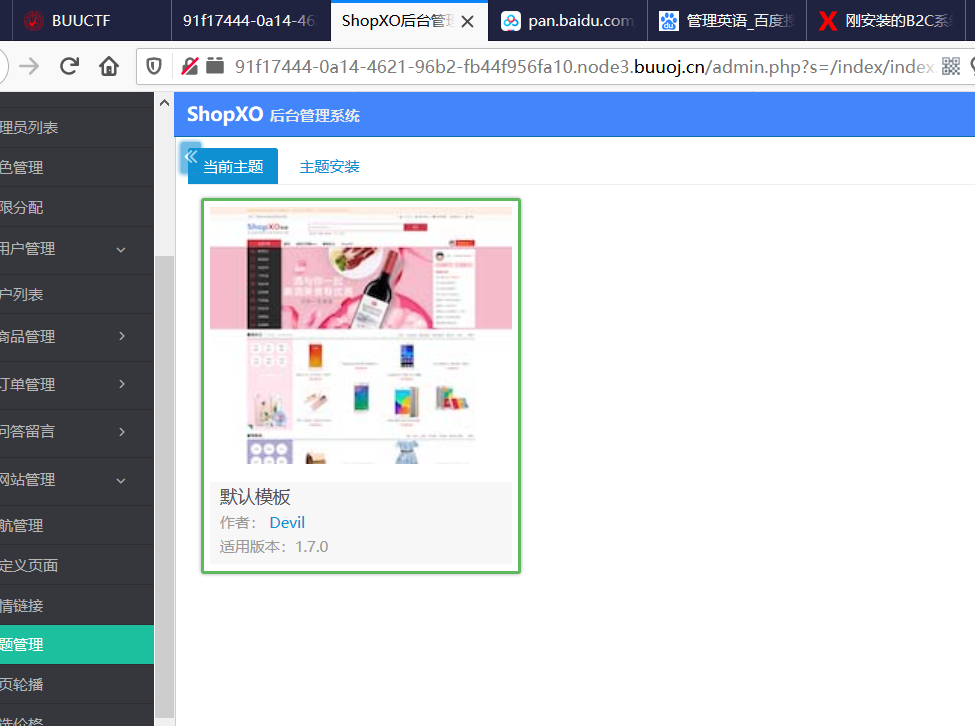 BUUCTF
91f17444-0a14-46
ShopXO后台管理
pan.baidu.com
管理英语_百度搜
刚安装的B2C系
91f17444-0a14-4621-96b2-fb44f956fa10.node3.buuoj.cn/admin.php?s=/index/index.
ShopXO 后台管理系统
理员列表
色管理
限分配
用户管理
户列表
商品管理
订单管理
问答留言
网站管理
航管理
定义页面
情链接
题管理
页轮播
选价格
当前主题
主题安装
ShopXO
默认模板
作者： Devil
适用版本：1.7.0